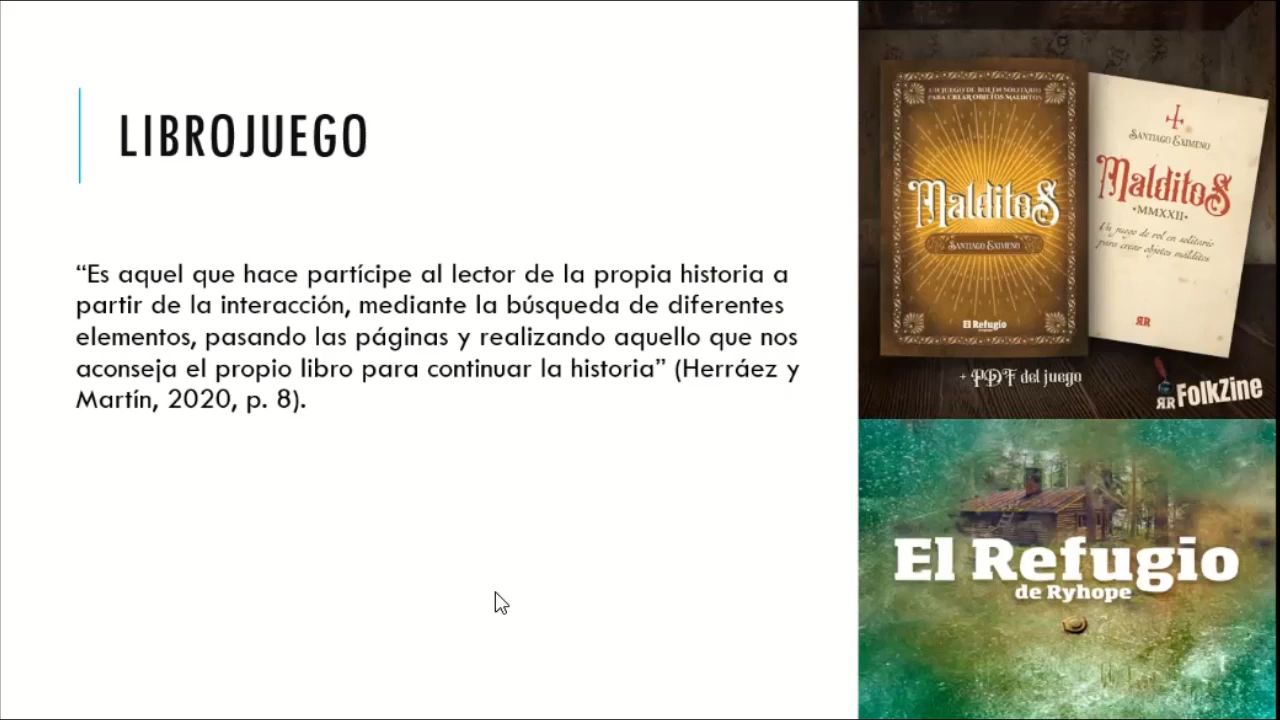 LIBROJUEGO
“Es aquel que hace partícipe al lector de la propia historia a
partir de la interacción, mediante la búsqueda de diferentes
elementos, pasando las páginas y realizando aquello que nos
aconseja el propio libro para continuar la historia” (Herráez y
Martín, 2020, p. 8).
UN JUEGO DE ROL EN SOLITARIO
PARA CREAR OBJETOS MALDITOS
MalditoS
SANTIAGO EXIMENO
El Refugio
SANTIAGO EXIMENO
MalditoS
•MMXXII•
Un juego de rol en solitario
para crear objetos malditos
RR
+ PDF del juego
RR FolkZine
El Refugio
de Ryhope